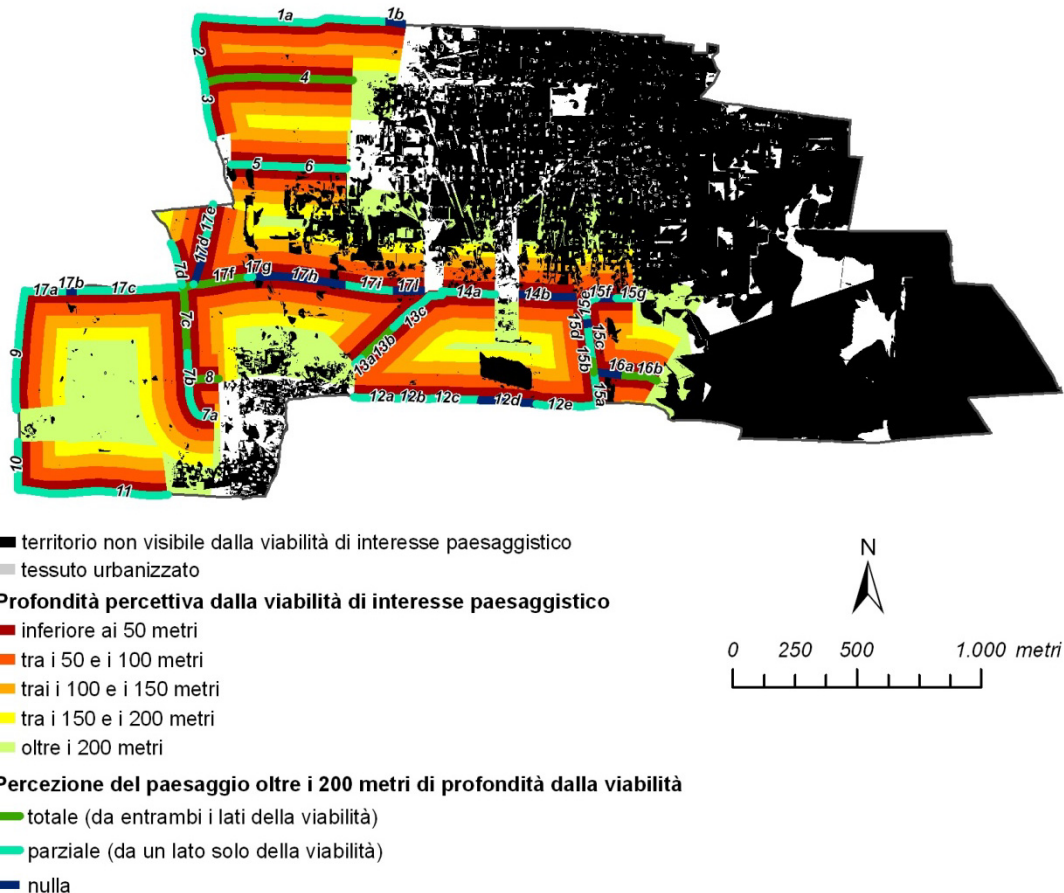 1a
1b
2
4
3
5
6
17e
17d
7d
17g
17f
17h
17i
17l
17a
17b
17c
14a
14b
15f
15g
15e
13c
7c
15d
15c
9
13b
13a
15b
16a
16b
7b
8
15a
12a
12b
12c
12d
12e
7a
10
11
territorio non visibile dalla viabilità di interesse paesaggistico
tessuto urbanizzato
Profondità percettiva dalla viabilità di interesse paesaggistico
inferiore ai 50 metri
tra i 50 e i 100 metri
trai i 100 e i 150 metri
tra i 150 e i 200 metri
oltre i 200 metri
Percezione del paesaggio oltre i 200 metri di profondità dalla viabilità
totale (da entrambi i lati della viabilità)
parziale (da un lato solo della viabilità)
nulla
N
0 250 500 1.000 metri